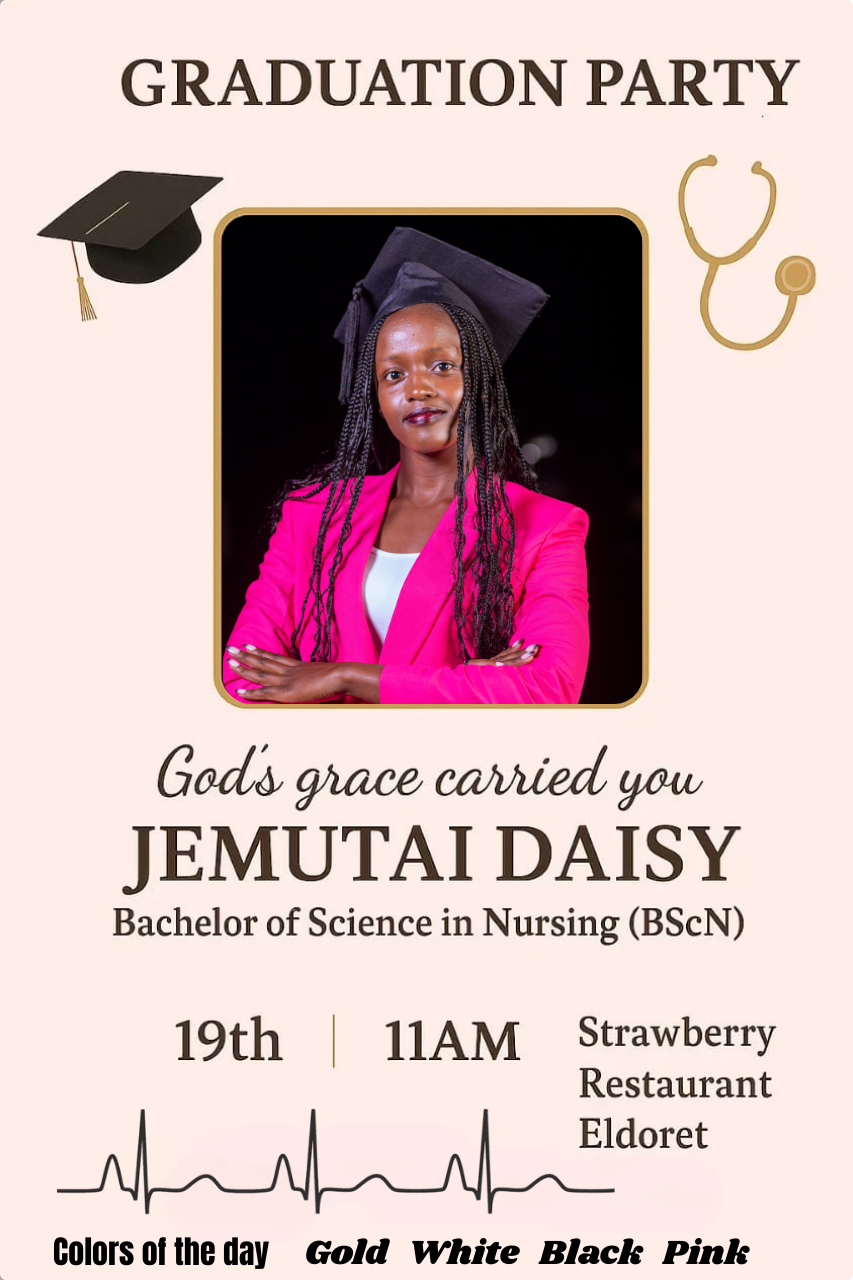 GRADUATION PARTY
God's grace carried you
JEMUTAI DAISY
Bachelor of Science in Nursing (BScN)
19th | 11AM
Strawberry
Restaurant
Eldoret
Colors of the day Gold White Black Pink